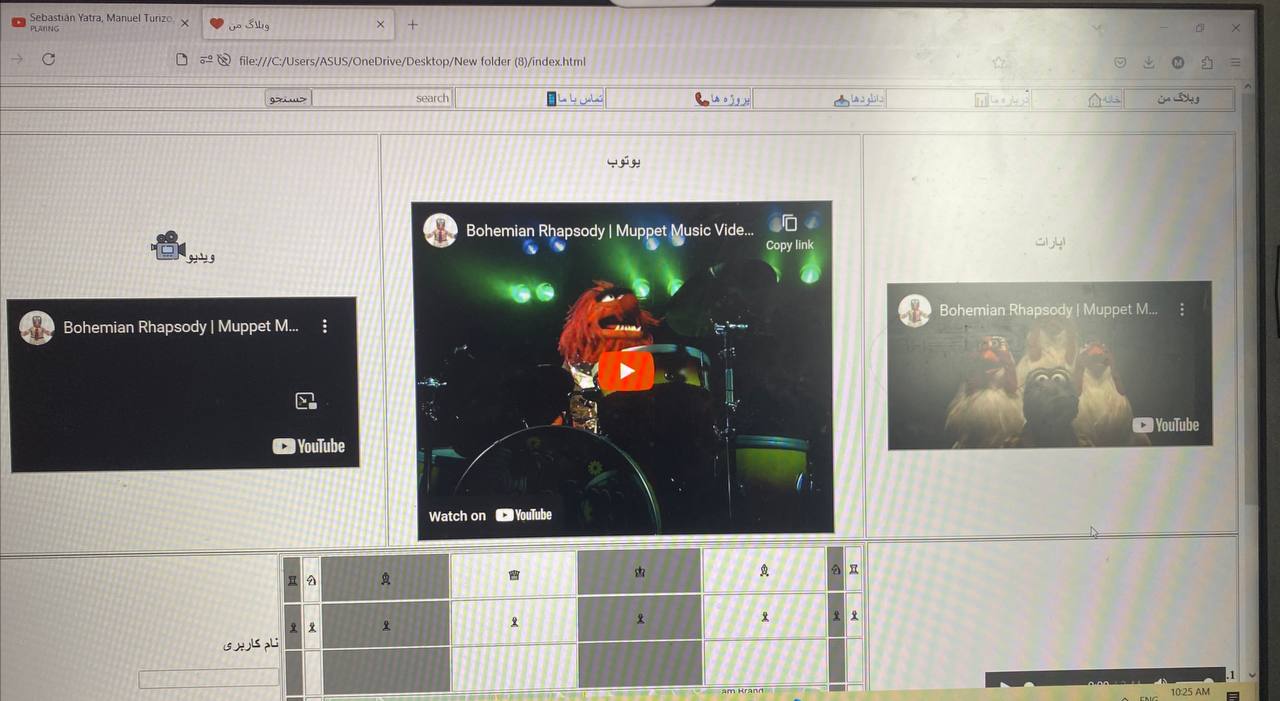 Sebastián Yatra, Manuel Turizo,
PLAYING
وبلاگ من
file:///C:/Users/ASUS/OneDrive/Desktop/New folder (8)/index.html
وبلاگ من
خانه
درباره ما
دانلودها
پروژه ها
تماس با ما
search
جستجو
اپارات
Bohemian Rhapsody | Muppet M...
YouTube
یوتوب
Bohemian Rhapsody | Muppet Music Vide...
Copy link
Watch on YouTube
ویدیو
Bohemian Rhapsody | Muppet M...
YouTube
نام کاربری
.1
ENG
10:25 AM